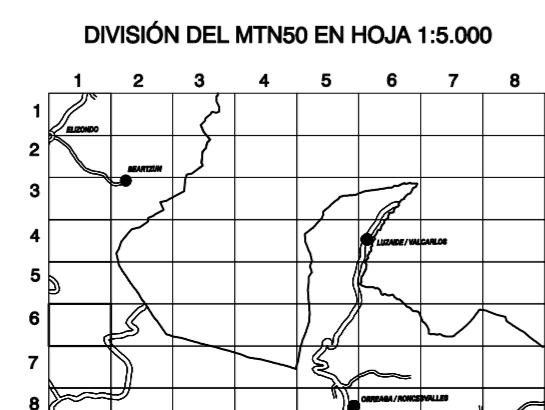 DIVISIÓN DEL MTN50 EN HOJA 1:5.000
1 2 3 4 5 6 7 8
1
ELIZONDO
2
BEARTZUN
3
4
LUZAIDE / VALCARLOS
5
6
7
8
ORREAGA / RONCESVALLES